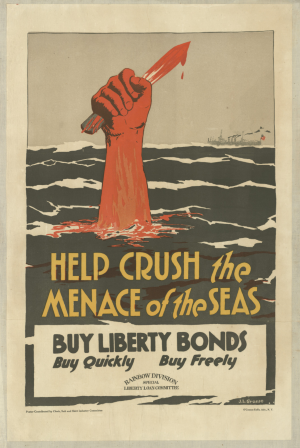 HELP CRUSH the
MENACE of the SEAS
BUY LIBERTY BONDS
Buy Quickly Buy Freely
RAINBOW DIVISION
SPECIAL
LIBERTY LOAN COMMITTEE